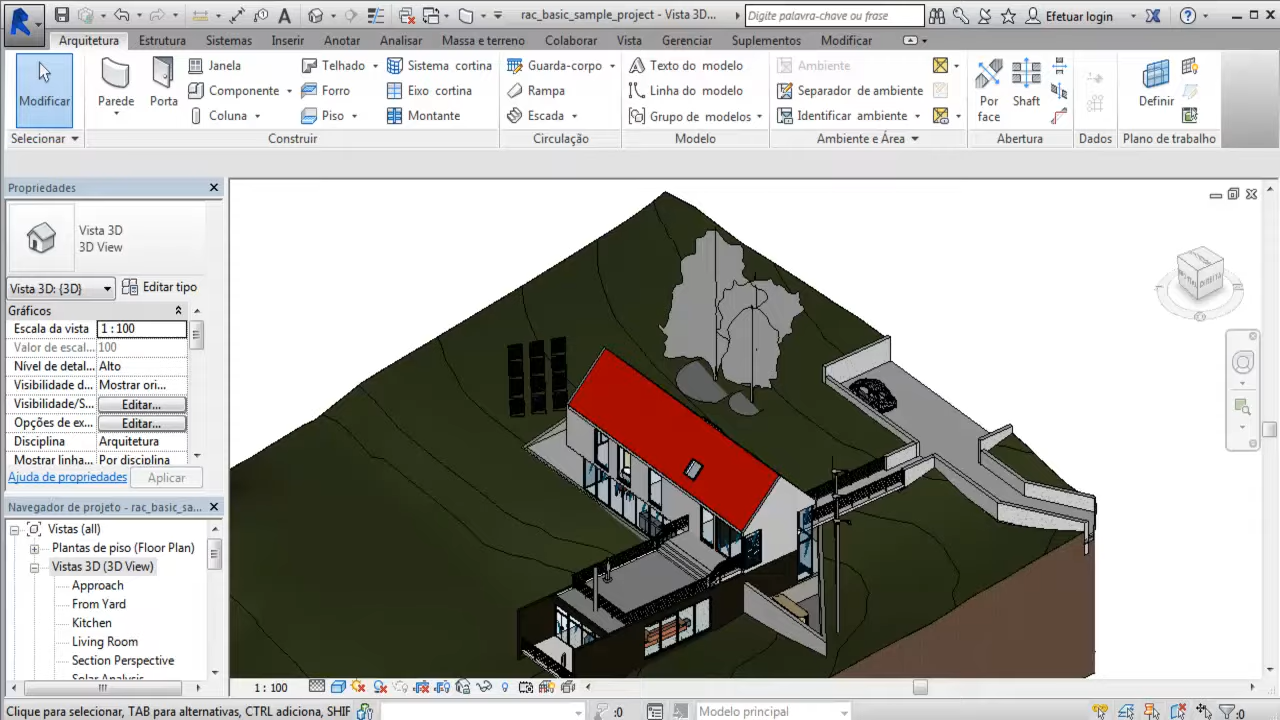 rac_basic_sample_project - Vista 3D...
Digite palavra-chave ou frase
Efetuar login
Arquitetura Estrutura Sistemas Inserir Anotar Analisar Massa e terreno Colaborar Vista Gerenciar Suplementos Modificar
Modificar
Selecionar
Parede
Porta
Janela
Componente
Coluna
Telhado
Forro
Piso
Sistema cortina
Eixo cortina
Montante
Construir
Guarda-corpo
Rampa
Escada
Circulação
Texto do modelo
Linha do modelo
Grupo de modelos
Modelo
Ambiente
Separador de ambiente
Identificar ambiente
Ambiente e Área
Por
face
Shaft
Abertura
Dados
Definir
Plano de trabalho
Propriedades
Vista 3D
3D View
Vista 3D: {3D}
Editar tipo
Gráficos
Escala da vista 1 : 100
Valor de escal... 100
Nível de detal... Alto
Visibilidade d... Mostrar ori...
Visibilidade/S... Editar...
Opções de ex... Editar...
Disciplina Arquitetura
Mostrar linha... Por disciplina
Ajuda de propriedades Aplicar
Navegador de projeto - rac_basic_sa...
Vistas (all)
Plantas de piso (Floor Plan)
Vistas 3D (3D View)
Approach
From Yard
Kitchen
Living Room
Section Perspective
Solar Analysis
1 : 100
Clique para selecionar, TAB para alternativas, CTRL adiciona, SHIF
:0
Modelo principal
:0